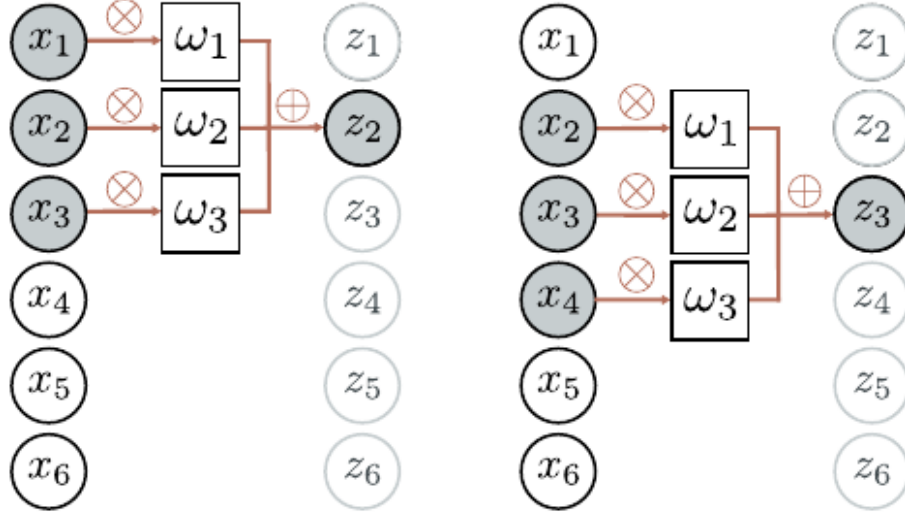 x₁ ⊗ ω₁ z₁
x₂ ⊗ ω₂ ⊕ z₂
x₃ ⊗ ω₃ z₃
x₄ z₄
x₅ z₅
x₆ z₆
x₁ z₁
x₂ ⊗ ω₁ z₂
x₃ ⊗ ω₂ ⊕ z₃
x₄ ⊗ ω₃ z₄
x₅ z₅
x₆ z₆